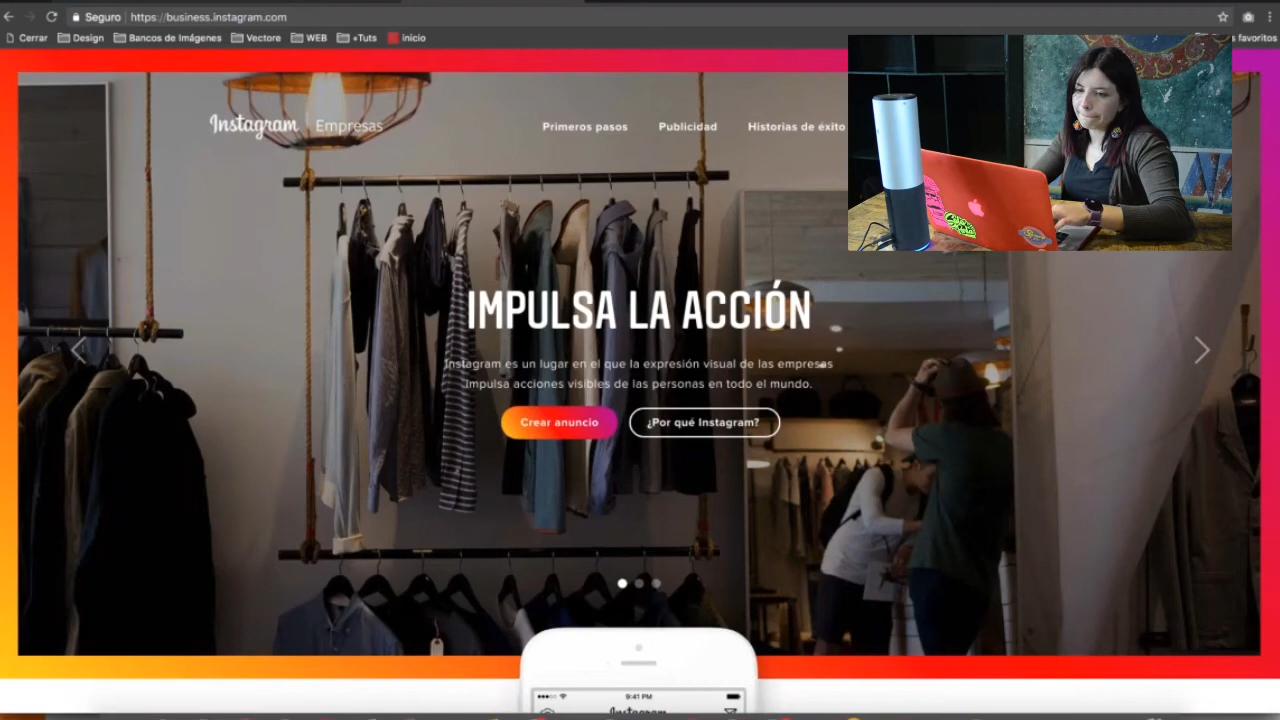 Seguro https://business.instagram.com
Cerrar Design Bancos de Imágenes Vectore WEB +Tuts Inicio s favoritos
Instagram Empresas Primeros pasos Publicidad Historias de éxito
IMPULSA LA ACCIÓN
Instagram es un lugar en el que la expresión visual de las empresas
impulsa acciones visibles de las personas en todo el mundo.
Crear anuncio ¿Por qué Instagram?
9:41 PM
Instagram